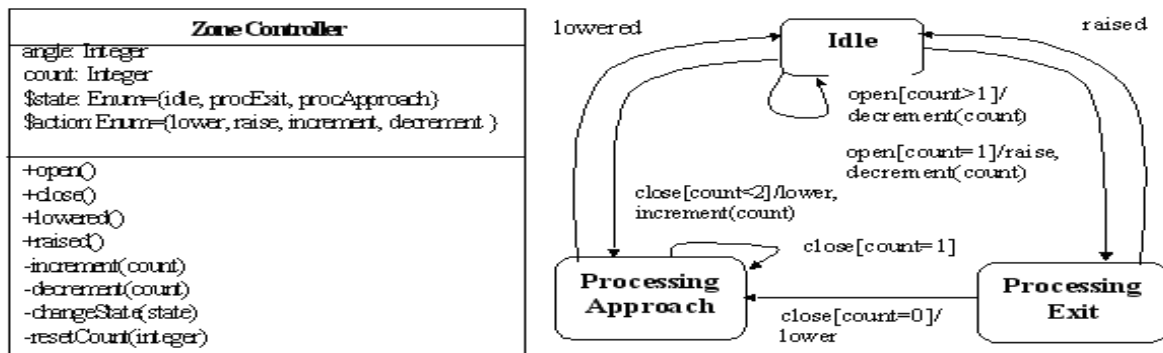 Zone Controller
angle: Integer
count: Integer
$state: Enum={idle, procExit, procApproach}
$action Enum={lower, raise, increment, decrement }
+open()
+close()
+lowered()
+raised()
-increment(count)
-decrement(count)
-changeState(state)
-resetCount(integer)
lowered
Idle
raised
open[count>1]/
decrement(count)
open[count=1]/raise,
decrement(count)
close[count<2]/lower,
increment(count)
close[count=1]
Processing
Approach
close[count=0]/
lower
Processing
Exit